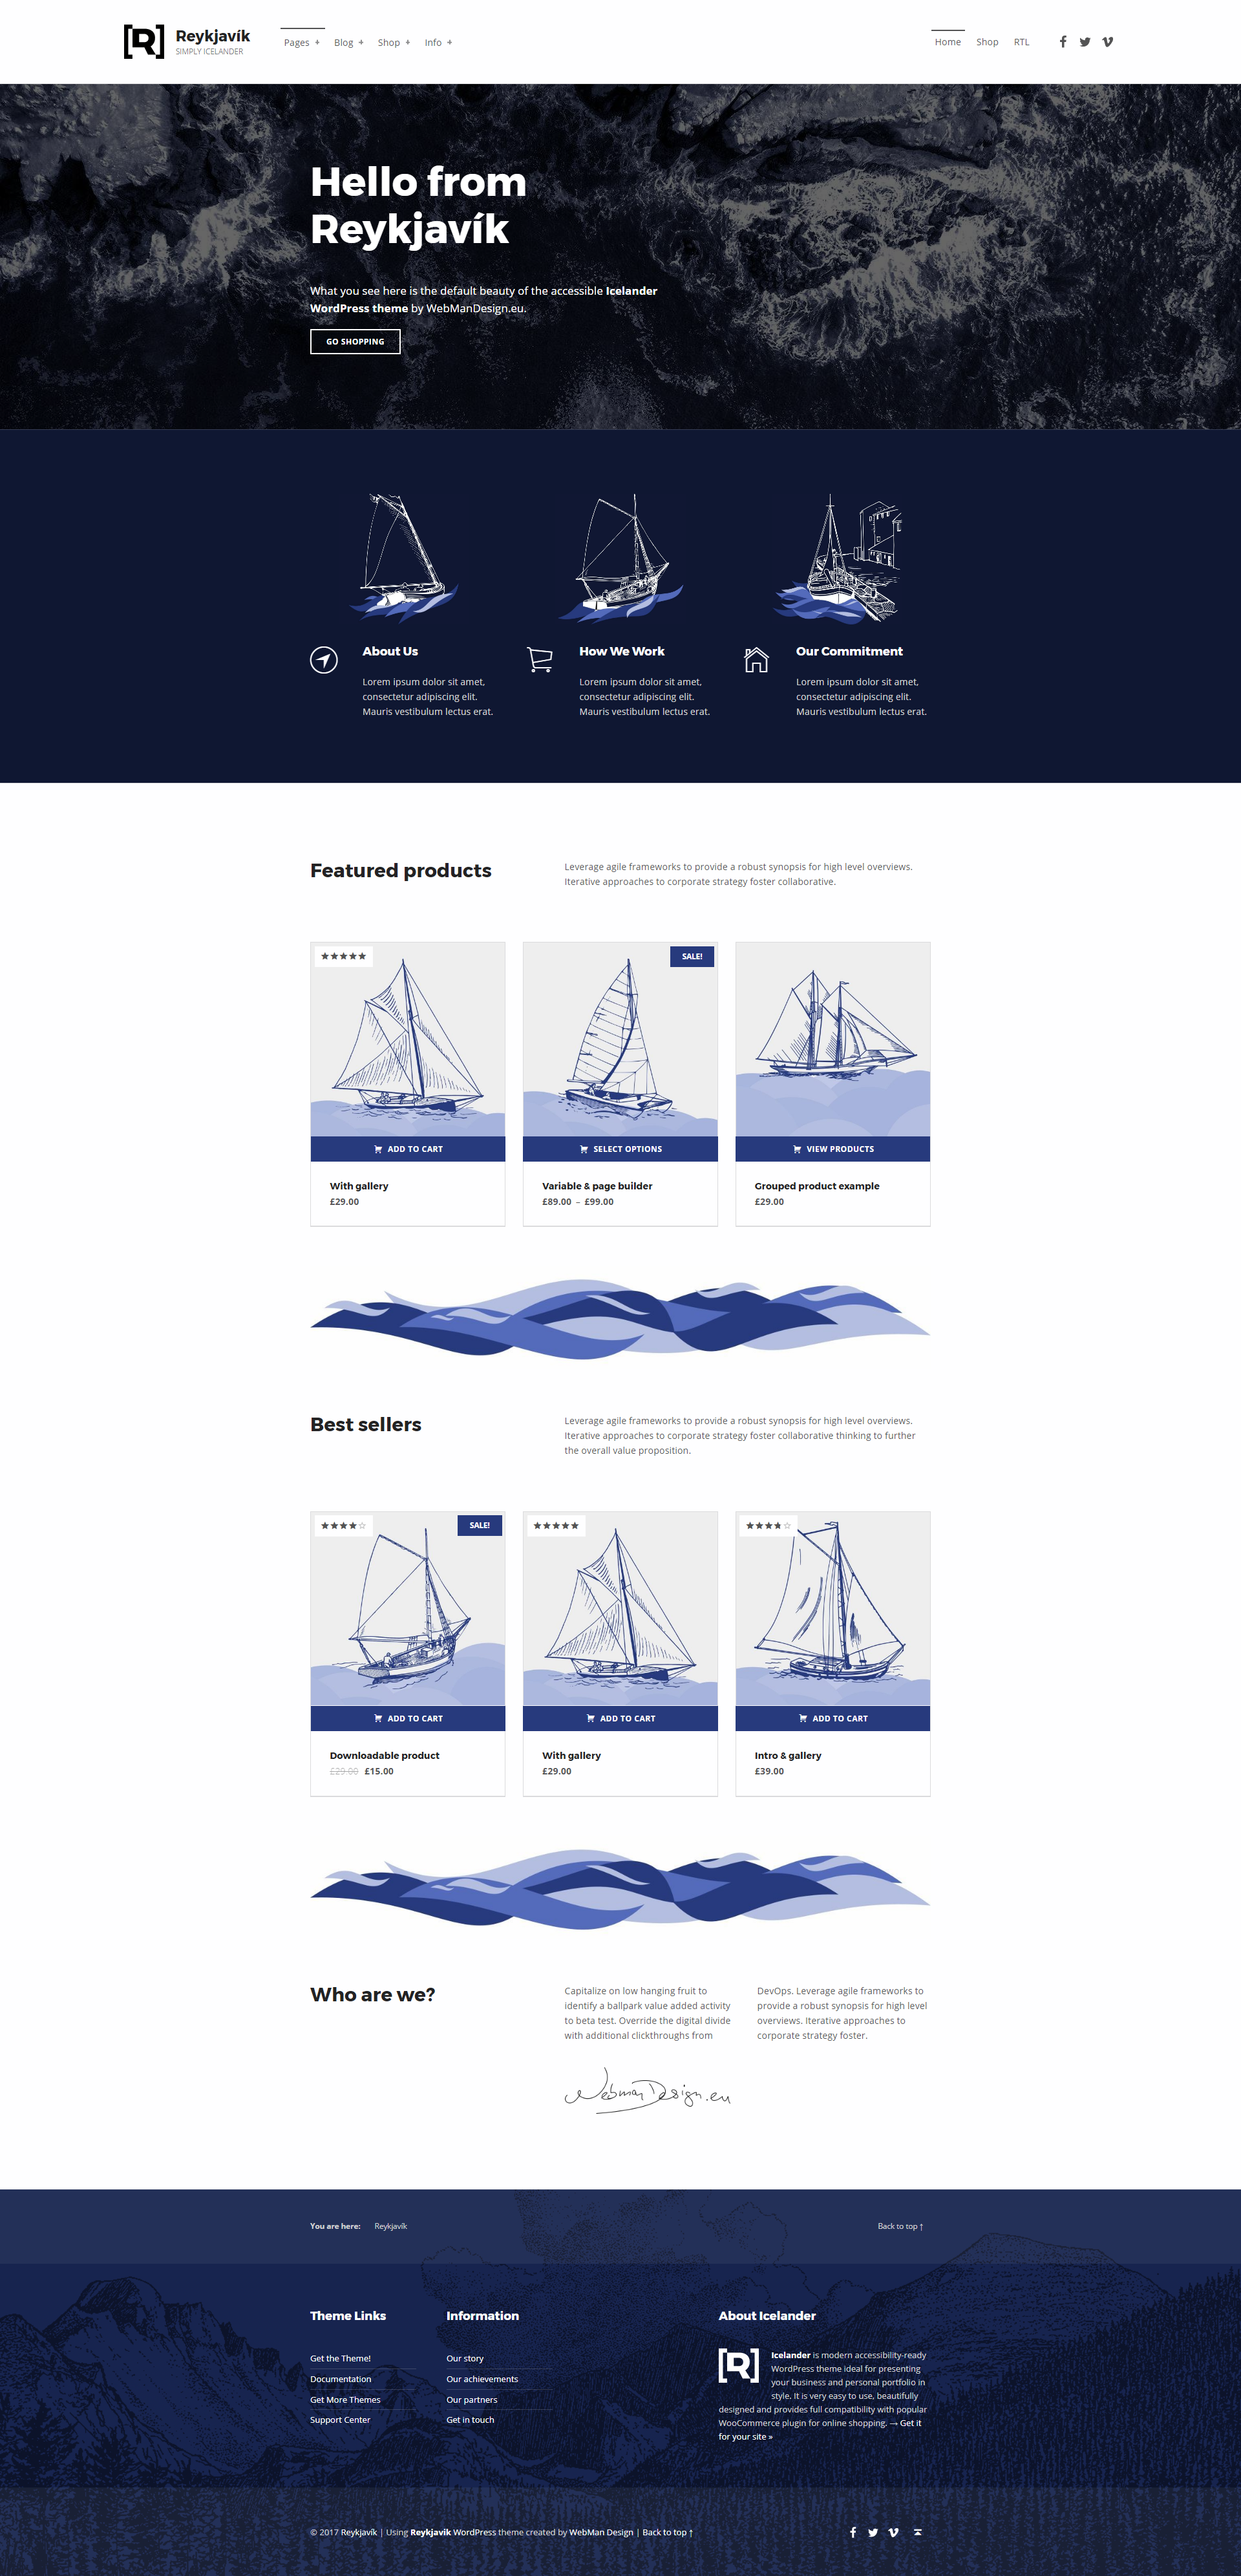 [R] Reykjavík
SIMPLY ICELANDER
Pages + Blog + Shop + Info +
Home Shop RTL
Hello from
Reykjavík
What you see here is the default beauty of the accessible Icelander
WordPress theme by WebManDesign.eu.
GO SHOPPING
About Us
Lorem ipsum dolor sit amet,
consectetur adipiscing elit.
Mauris vestibulum lectus erat.
How We Work
Lorem ipsum dolor sit amet,
consectetur adipiscing elit.
Mauris vestibulum lectus erat.
Our Commitment
Lorem ipsum dolor sit amet,
consectetur adipiscing elit.
Mauris vestibulum lectus erat.
Featured products
Leverage agile frameworks to provide a robust synopsis for high level overviews.
Iterative approaches to corporate strategy foster collaborative.
ADD TO CART
With gallery
£29.00
SALE!
SELECT OPTIONS
Variable & page builder
£89.00 – £99.00
VIEW PRODUCTS
Grouped product example
£29.00
Best sellers
Leverage agile frameworks to provide a robust synopsis for high level overviews.
Iterative approaches to corporate strategy foster collaborative thinking to further
the overall value proposition.
SALE!
ADD TO CART
Downloadable product
£29.00 £15.00
ADD TO CART
With gallery
£29.00
ADD TO CART
Intro & gallery
£39.00
Who are we?
Capitalize on low hanging fruit to
identify a ballpark value added activity
to beta test. Override the digital divide
with additional clickthroughs from
DevOps. Leverage agile frameworks to
provide a robust synopsis for high level
overviews. Iterative approaches to
corporate strategy foster.
WebmanDesign.eu
You are here: Reykjavík
Back to top ↑
Theme Links
Get the Theme!
Documentation
Get More Themes
Support Center
Information
Our story
Our achievements
Our partners
Get in touch
About Icelander
[R]
Icelander is modern accessibility-ready
WordPress theme ideal for presenting
your business and personal portfolio in
style. It is very easy to use, beautifully
designed and provides full compatibility with popular
WooCommerce plugin for online shopping. → Get it
for your site »
© 2017 Reykjavík | Using Reykjavik WordPress theme created by WebMan Design | Back to top ↑